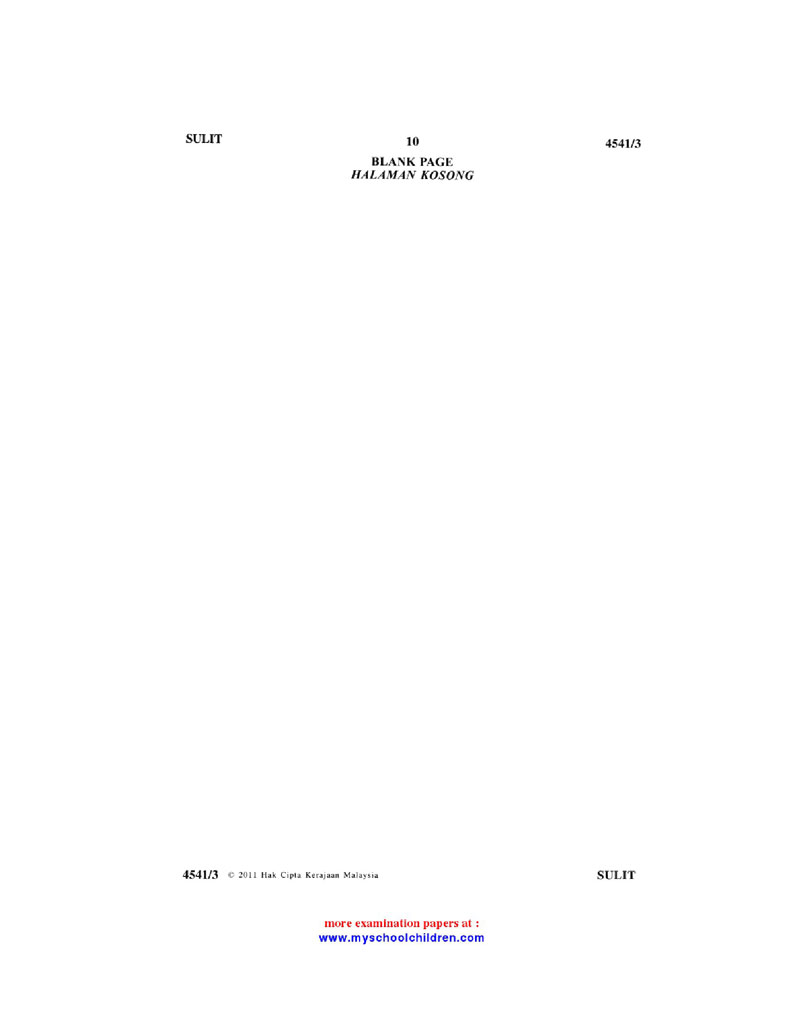 SULIT 10 4541/3
BLANK PAGE
HALAMAN KOSONG
4541/3 © 2011 Hak Cipta Kerajaan Malaysia SULIT
more examination papers at :
www.myschoolchildren.com